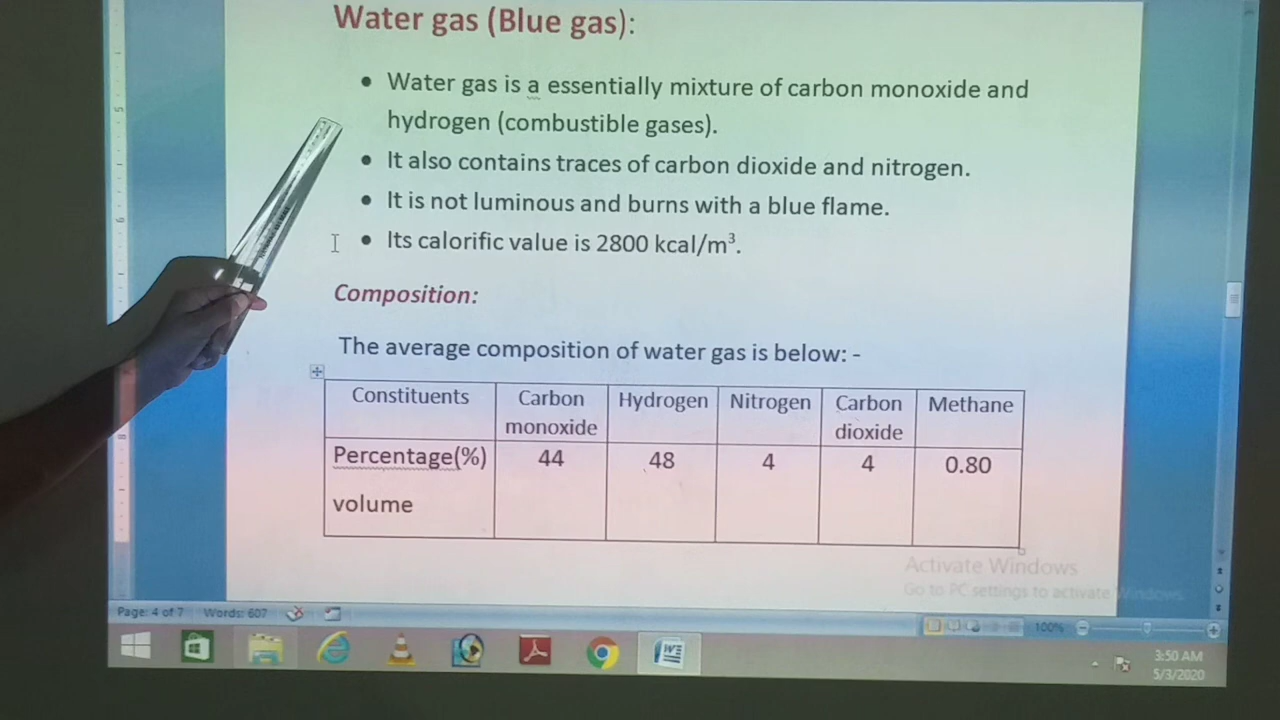 Water gas (Blue gas):
• Water gas is a essentially mixture of carbon monoxide and
hydrogen (combustible gases).
• It also contains traces of carbon dioxide and nitrogen.
• It is not luminous and burns with a blue flame.
• Its calorific value is 2800 kcal/m³.
Composition:
The average composition of water gas is below: -
Constituents Carbon monoxide Hydrogen Nitrogen Carbon dioxide Methane
Percentage(%) volume 44 48 4 4 0.80
Activate Windows
Go to PC settings to activate Windows.
Page: 4 of 7 Words: 607
100%
3:50 AM
5/3/2020